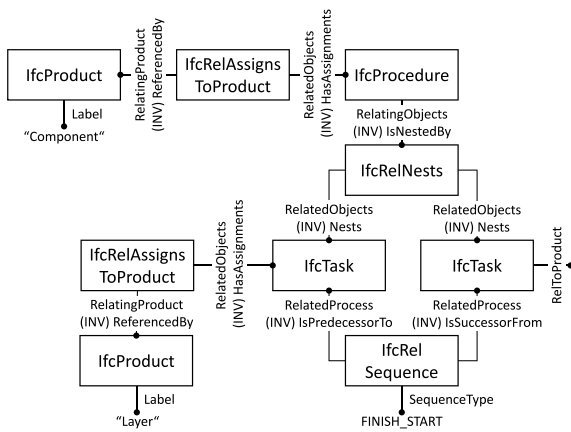 IfcProduct
RelatingProduct
(INV) ReferencedBy
IfcRelAssigns
ToProduct
RelatedObjects
(INV) HasAssignments
IfcProcedure
Label
“Component“
RelatingObjects
(INV) IsNestedBy
IfcRelNests
RelatedObjects
(INV) Nests
RelatedObjects
(INV) Nests
IfcRelAssigns
ToProduct
RelatedObjects
(INV) HasAssignments
IfcTask
IfcTask
RelToProduct
RelatingProduct
(INV) ReferencedBy
RelatedProcess
(INV) IsPredecessorTo
RelatedProcess
(INV) IsSuccessorFrom
IfcProduct
IfcRel
Sequence
Label
“Layer“
SequenceType
FINISH_START